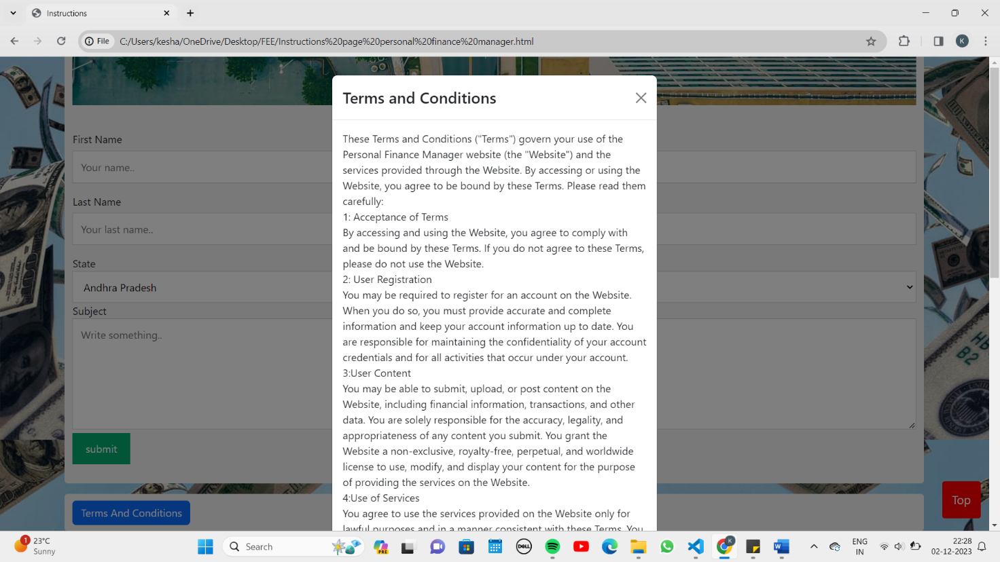 Instructions
File
C:/Users/kesha/OneDrive/Desktop/FEE/Instructions%20page%20personal%20finance%20manager.html
K
Terms and Conditions
These Terms and Conditions ("Terms") govern your use of the
Personal Finance Manager website (the "Website") and the
services provided through the Website. By accessing or using the
Website, you agree to be bound by these Terms. Please read them
carefully:
1: Acceptance of Terms
By accessing and using the Website, you agree to comply with
and be bound by these Terms. If you do not agree to these Terms,
please do not use the Website.
2: User Registration
You may be required to register for an account on the Website.
When you do so, you must provide accurate and complete
information and keep your account information up to date. You
are responsible for maintaining the confidentiality of your account
credentials and for all activities that occur under your account.
3:User Content
You may be able to submit, upload, or post content on the
Website, including financial information, transactions, and other
data. You are solely responsible for the accuracy, legality, and
appropriateness of any content you submit. You grant the
Website a non-exclusive, royalty-free, perpetual, and worldwide
license to use, modify, and display your content for the purpose
of providing the services on the Website.
4:Use of Services
You agree to use the services provided on the Website only for
lawful purposes and in a manner consistent with these Terms. You
First Name
Your name..
Last Name
Your last name..
State
Andhra Pradesh
Subject
Write something..
submit
Terms And Conditions
Top
HB
B2
1
23°C
Sunny
Search
PRE
DELL
K
ENG
IN
22:28
02-12-2023